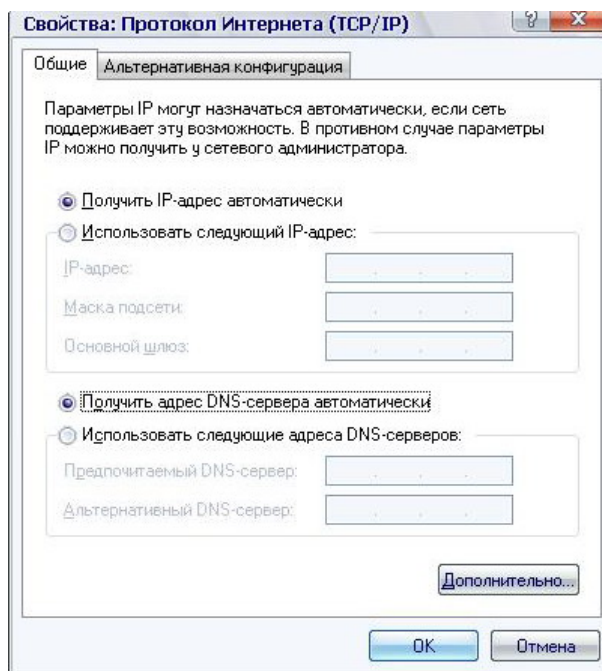 Свойства: Протокол Интернета (TCP/IP)
Общие
Альтернативная конфигурация
Параметры IP могут назначаться автоматически, если сеть
поддерживает эту возможность. В противном случае параметры
IP можно получить у сетевого администратора.
Получить IP-адрес автоматически
Использовать следующий IP-адрес:
IP-адрес:
Маска подсети:
Основной шлюз:
Получить адрес DNS-сервера автоматически
Использовать следующие адреса DNS-серверов:
Предпочитаемый DNS-сервер:
Альтернативный DNS-сервер:
Дополнительно...
OK
Отмена